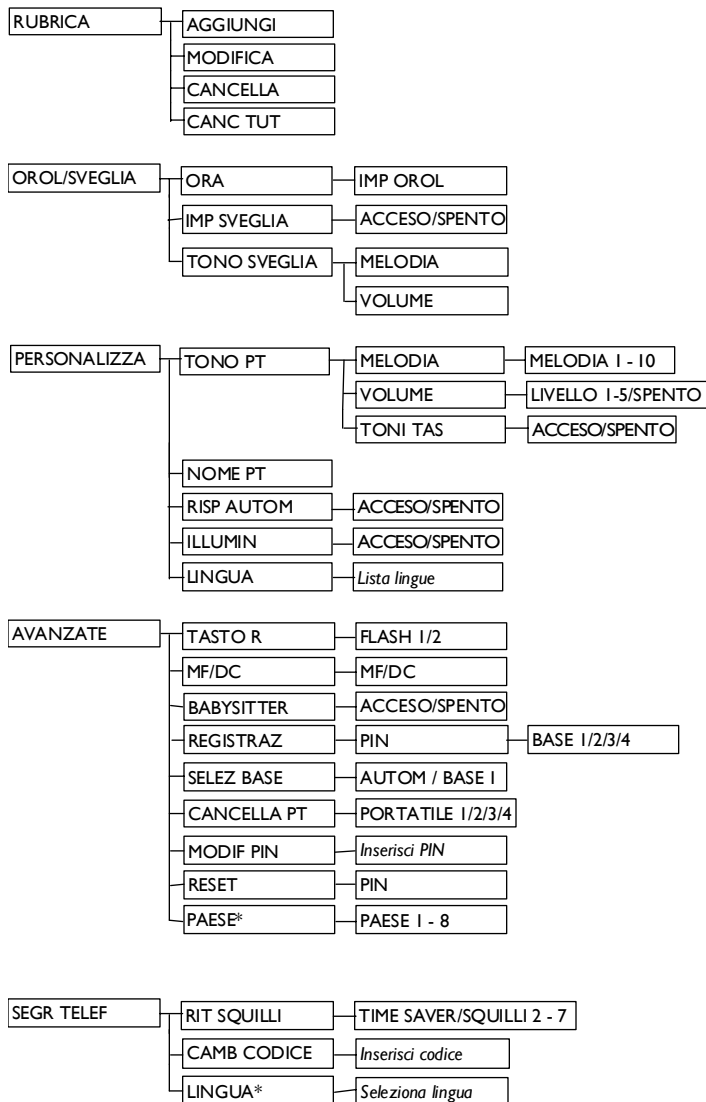 RUBRICA AGGIUNGI
MODIFICA
CANCELLA
CANC TUT
OROL/SVEGLIA ORA IMP OROL
IMP SVEGLIA ACCESO/SPENTO
TONO SVEGLIA MELODIA
VOLUME
PERSONALIZZA TONO PT MELODIA MELODIA 1 - 10
VOLUME LIVELLO 1-5/SPENTO
TONI TAS ACCESO/SPENTO
NOME PT
RISP AUTOM ACCESO/SPENTO
ILLUMIN ACCESO/SPENTO
LINGUA Lista lingue
AVANZATE TASTO R FLASH 1/2
MF/DC MF/DC
BABYSITTER ACCESO/SPENTO
REGISTRAZ PIN BASE 1/2/3/4
SELEZ BASE AUTOM / BASE 1
CANCELLA PT PORTATILE 1/2/3/4
MODIF PIN Inserisci PIN
RESET PIN
PAESE* PAESE 1 - 8
SEGR TELEF RIT SQUILLI TIME SAVER/SQUILLI 2 - 7
CAMB CODICE Inserisci codice
LINGUA* Seleziona lingua